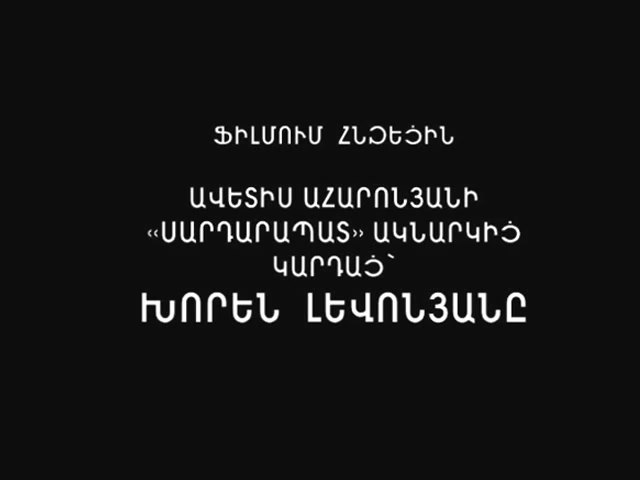 ՖԻԼՄՈՒՄ ՀՆՉԵՑԻՆ
ԱՎԵՏԻՍ ԱՀԱՐՈՆՅԱՆԻ
«ՍԱՐԴԱՐԱՊԱՏ» ԱԿՆԱՐԿԻՑ
ԿԱՐԴԱՑ՝
ԽՈՐԵՆ ԼԵՎՈՆՅԱՆԸ